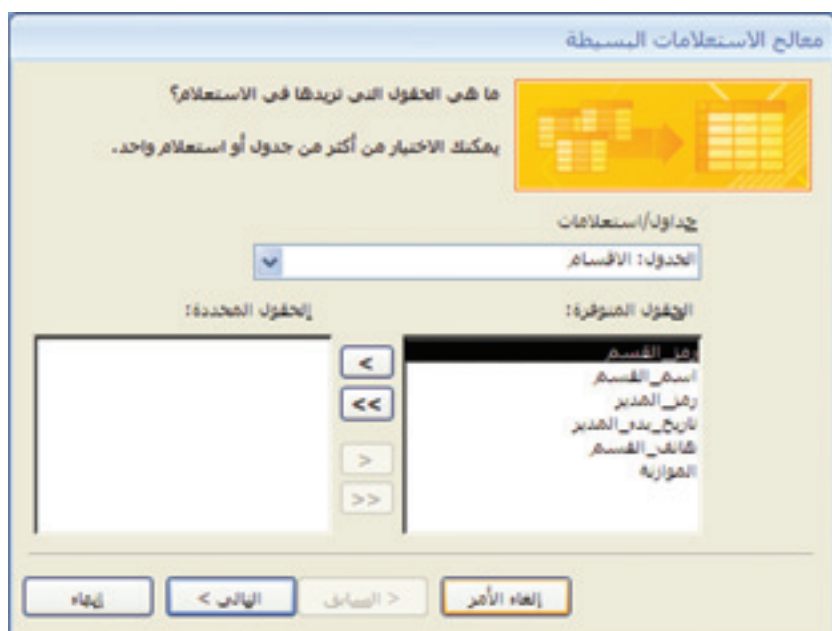 معالج الاستعلامات البسيطة
ما هي الحقول التي تريدها في الاستعلام؟
يمكنك الاختيار من أكثر من جدول أو استعلام واحد.
جداول/استعلامات
الجدول: الاقسام
الحقول المتوفرة:
الحقول المحددة:
رمز_القسم
اسم_القسم
رمز_المدير
تاريخ_بدء_المدير
هاتف_القسم
الموازنة
>
>>
<
<<
إلغاء الأمر
< السابق
التالي >
إنهاء